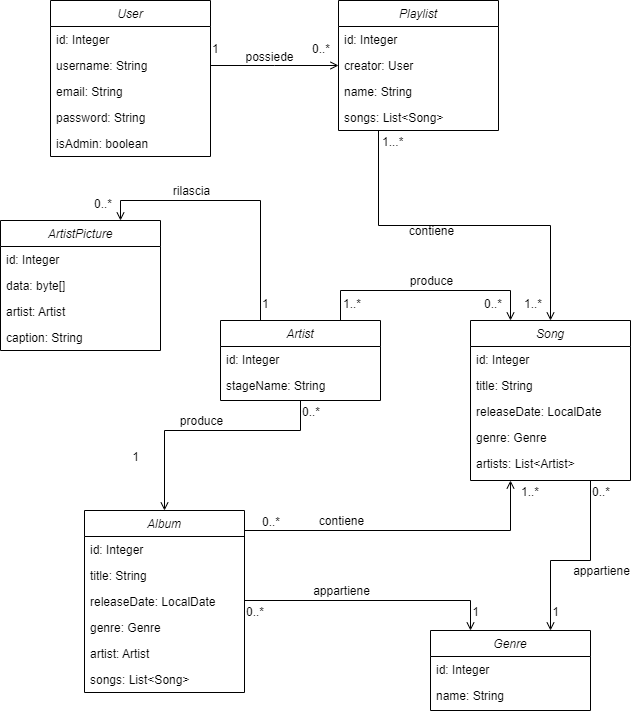 User
id: Integer
username: String
email: String
password: String
isAdmin: boolean
1
possiede
0..*
Playlist
id: Integer
creator: User
name: String
songs: List<Song>
1...*
contiene
1..*
rilascia
0..*
1
ArtistPicture
id: Integer
data: byte[]
artist: Artist
caption: String
produce
1..*
0..*
Artist
id: Integer
stageName: String
0..*
produce
1
Song
id: Integer
title: String
releaseDate: LocalDate
genre: Genre
artists: List<Artist>
1..*
0..*
Album
id: Integer
title: String
releaseDate: LocalDate
genre: Genre
artist: Artist
songs: List<Song>
0..*
contiene
appartiene
0..*
1
appartiene
1
Genre
id: Integer
name: String